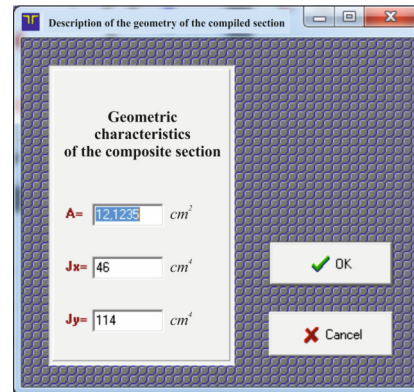 Description of the geometry of the compiled section
Geometric
characteristics
of the composite section
A= 12,1235 cm²
Jx= 46 cm⁴
Jy= 114 cm⁴
OK
Cancel